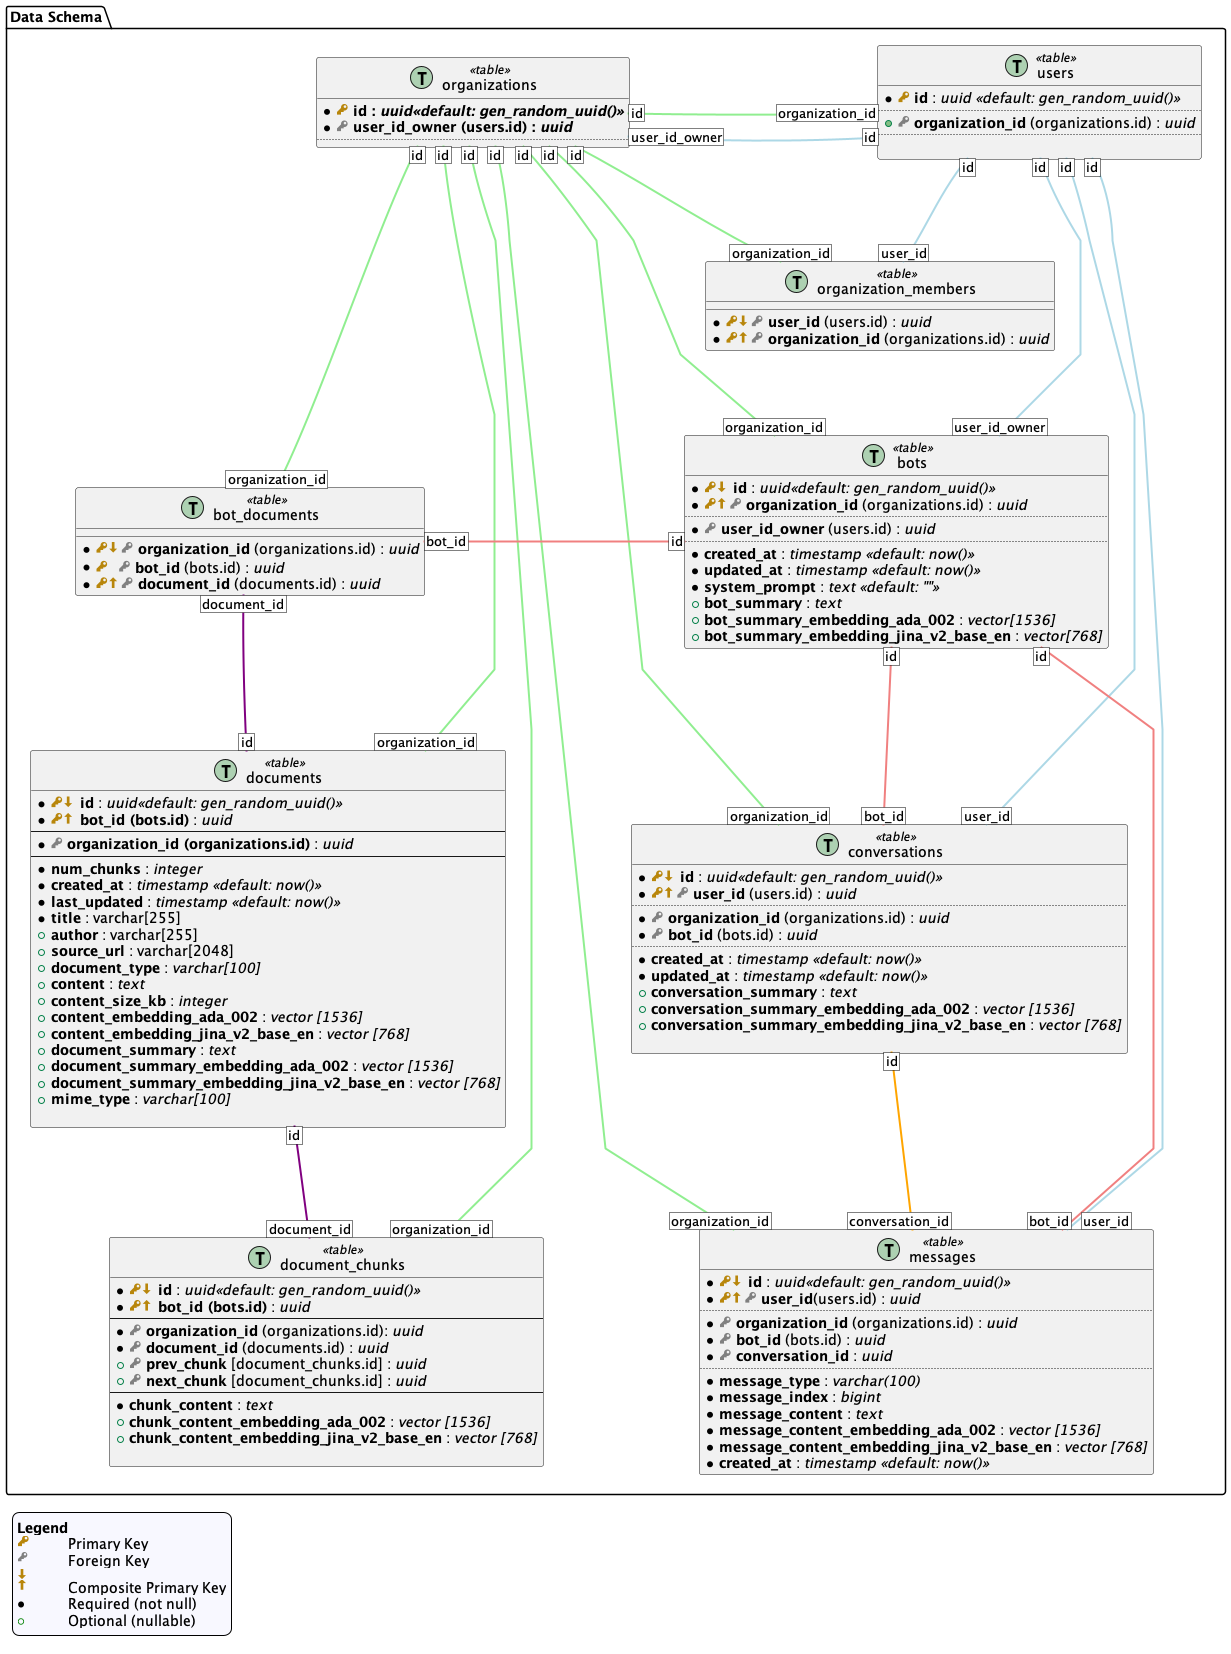 Data Schema
T
«table»
organizations
id : uuid«default: gen_random_uuid()»
user_id_owner (users.id) : uuid
id
user_id_owner
organization_id
id
T
«table»
users
id : uuid «default: gen_random_uuid()»
organization_id (organizations.id) : uuid
id id id id id id id
id id id id
organization_id user_id
T
«table»
organization_members
user_id (users.id) : uuid
organization_id (organizations.id) : uuid
organization_id user_id_owner
T
«table»
bots
id : uuid«default: gen_random_uuid()»
organization_id (organizations.id) : uuid
user_id_owner (users.id) : uuid
created_at : timestamp «default: now()»
updated_at : timestamp «default: now()»
system_prompt : text «default: ""»
bot_summary : text
bot_summary_embedding_ada_002 : vector[1536]
bot_summary_embedding_jina_v2_base_en : vector[768]
id id
organization_id
T
«table»
bot_documents
organization_id (organizations.id) : uuid
bot_id (bots.id) : uuid
document_id (documents.id) : uuid
bot_id
id
document_id
id organization_id
T
«table»
documents
id : uuid«default: gen_random_uuid()»
bot_id (bots.id) : uuid
organization_id (organizations.id) : uuid
num_chunks : integer
created_at : timestamp «default: now()»
last_updated : timestamp «default: now()»
title : varchar[255]
author : varchar[255]
source_url : varchar[2048]
document_type : varchar[100]
content : text
content_size_kb : integer
content_embedding_ada_002 : vector [1536]
content_embedding_jina_v2_base_en : vector [768]
document_summary : text
document_summary_embedding_ada_002 : vector [1536]
document_summary_embedding_jina_v2_base_en : vector [768]
mime_type : varchar[100]
id
organization_id bot_id user_id
T
«table»
conversations
id : uuid«default: gen_random_uuid()»
user_id (users.id) : uuid
organization_id (organizations.id) : uuid
bot_id (bots.id) : uuid
created_at : timestamp «default: now()»
updated_at : timestamp «default: now()»
conversation_summary : text
conversation_summary_embedding_ada_002 : vector [1536]
conversation_summary_embedding_jina_v2_base_en : vector [768]
id
document_id organization_id
T
«table»
document_chunks
id : uuid«default: gen_random_uuid()»
bot_id (bots.id) : uuid
organization_id (organizations.id): uuid
document_id (documents.id) : uuid
prev_chunk [document_chunks.id] : uuid
next_chunk [document_chunks.id] : uuid
chunk_content : text
chunk_content_embedding_ada_002 : vector [1536]
chunk_content_embedding_jina_v2_base_en : vector [768]
organization_id conversation_id bot_id user_id
T
«table»
messages
id : uuid«default: gen_random_uuid()»
user_id(users.id) : uuid
organization_id (organizations.id) : uuid
bot_id (bots.id) : uuid
conversation_id : uuid
message_type : varchar(100)
message_index : bigint
message_content : text
message_content_embedding_ada_002 : vector [1536]
message_content_embedding_jina_v2_base_en : vector [768]
created_at : timestamp «default: now()»
Legend
Primary Key
Foreign Key
Composite Primary Key
Required (not null)
Optional (nullable)